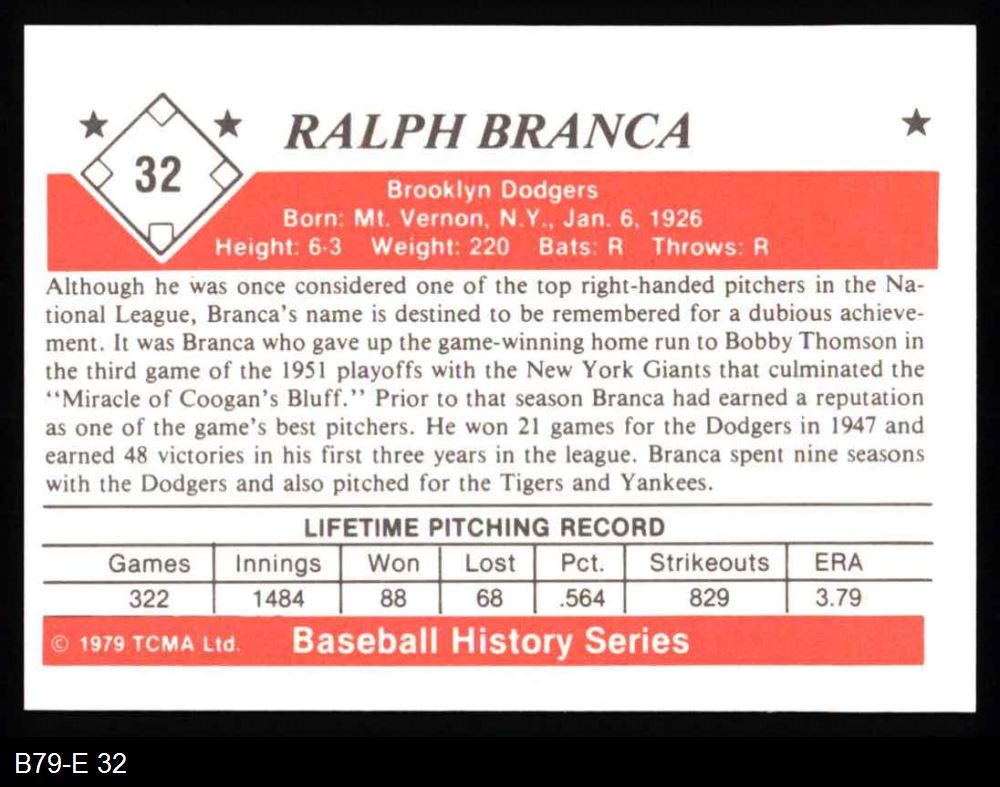 RALPH BRANCA
32
Brooklyn Dodgers
Born: Mt. Vernon, N.Y., Jan. 6, 1926
Height: 6-3 Weight: 220 Bats: R Throws: R
Although he was once considered one of the top right-handed pitchers in the Na-
tional League, Branca's name is destined to be remembered for a dubious achieve-
ment. It was Branca who gave up the game-winning home run to Bobby Thomson in
the third game of the 1951 playoffs with the New York Giants that culminated the
"Miracle of Coogan's Bluff." Prior to that season Branca had earned a reputation
as one of the game's best pitchers. He won 21 games for the Dodgers in 1947 and
earned 48 victories in his first three years in the league. Branca spent nine seasons
with the Dodgers and also pitched for the Tigers and Yankees.
LIFETIME PITCHING RECORD
Games Innings Won Lost Pct. Strikeouts ERA
322 1484 88 68 .564 829 3.79
© 1979 TCMA Ltd. Baseball History Series
B79-E 32